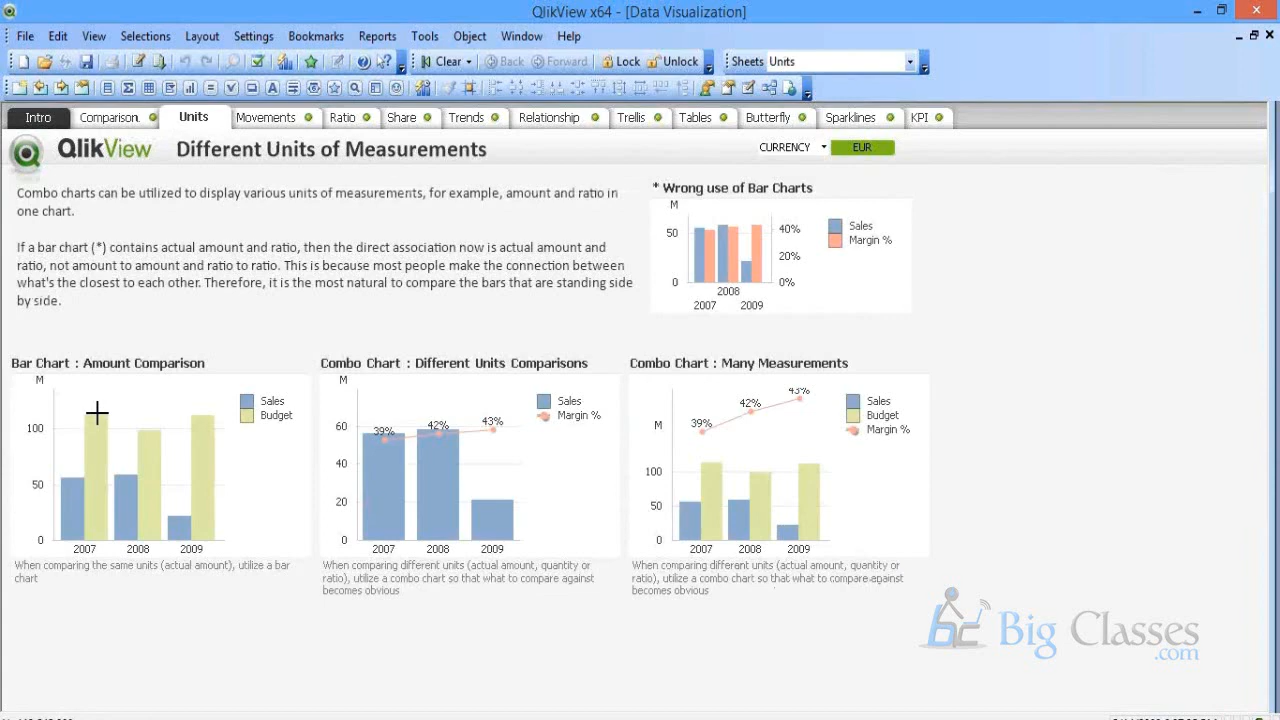 QlikView x64 - [Data Visualization]
File Edit View Selections Layout Settings Bookmarks Reports Tools Object Window Help
Clear Back Forward Lock Unlock Sheets Units
Intro Comparison Units Movements Ratio Share Trends Relationship Trellis Tables Butterfly Sparklines KPI
QlikView Different Units of Measurements CURRENCY EUR
Combo charts can be utilized to display various units of measurements, for example, amount and ratio in
one chart.
If a bar chart (*) contains actual amount and ratio, then the direct association now is actual amount and
ratio, not amount to amount and ratio to ratio. This is because most people make the connection between
what's the closest to each other. Therefore, it is the most natural to compare the bars that are standing side
by side.
* Wrong use of Bar Charts
M
50
0
40%
20%
0%
2008
2007 2009
Sales
Margin %
Bar Chart : Amount Comparison
M
100
50
0
2007 2008 2009
Sales
Budget
When comparing the same units (actual amount), utilize a bar
chart
Combo Chart : Different Units Comparisons
M
60
40
20
0
39% 42% 43%
2007 2008 2009
Sales
Margin %
When comparing different units (actual amount, quantity or
ratio), utilize a combo chart so that what to compare against
becomes obvious
Combo Chart : Many Measurements
M
100
50
0
39% 42% 43%
2007 2008 2009
Sales
Budget
Margin %
When comparing different units (actual amount, quantity or
ratio), utilize a combo chart so that what to compare against
becomes obvious
bc Big Classes
.com